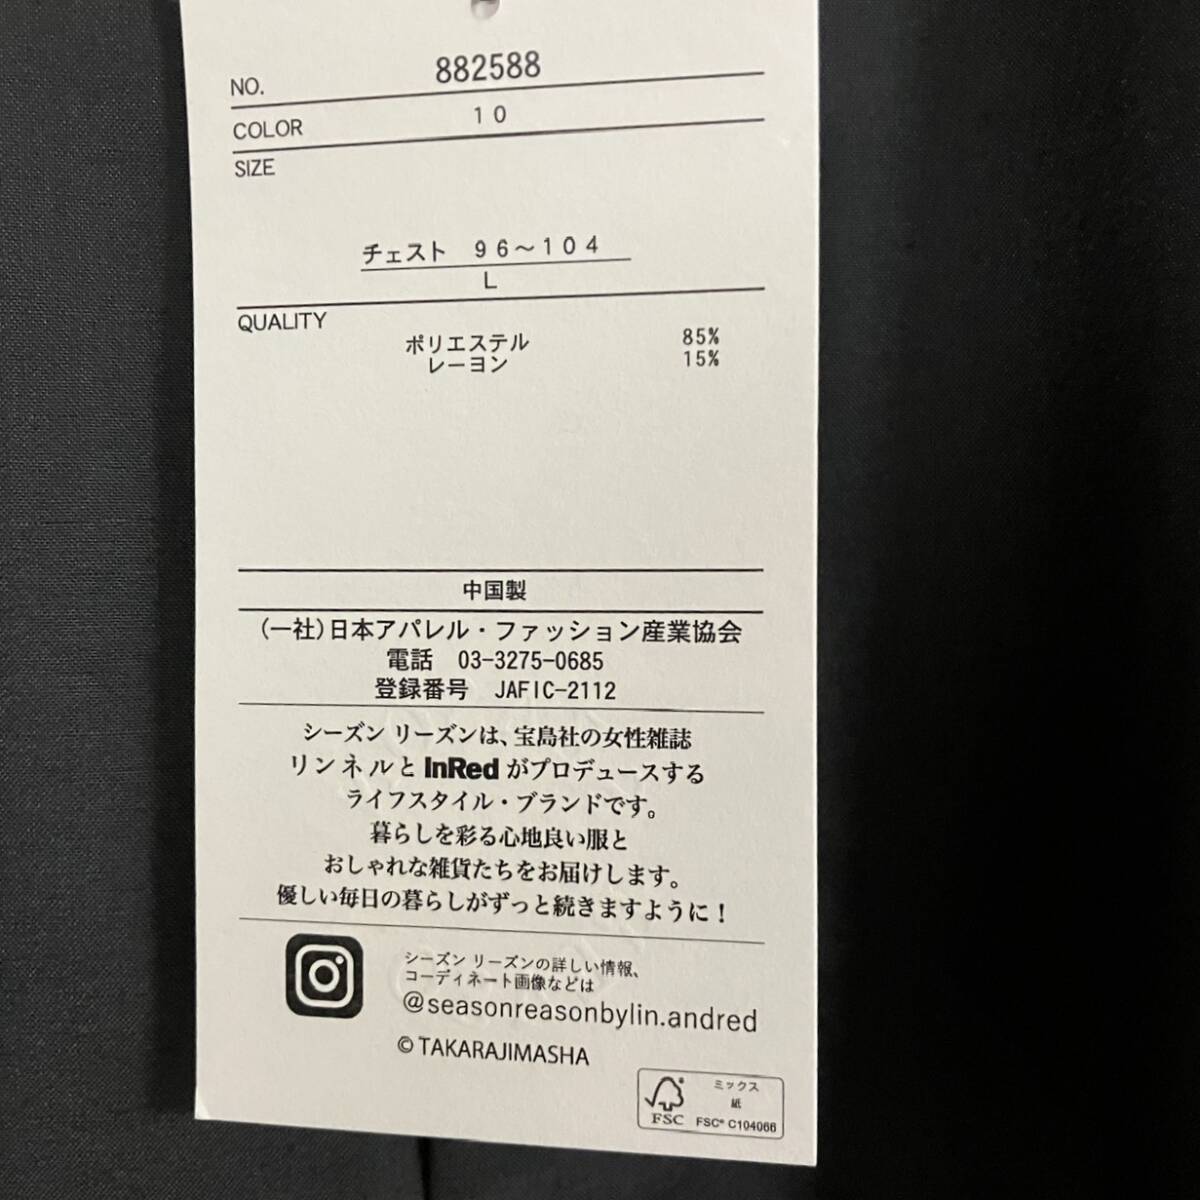 NO. 882588
COLOR 10
SIZE
チェスト 96～104
L
QUALITY
ポリエステル 85%
レーヨン 15%
中国製
(一社)日本アパレル・ファッション産業協会
電話 03-3275-0685
登録番号 JAFIC-2112
シーズン リーズンは、宝島社の女性雑誌
リンネルと InRed がプロデュースする
ライフスタイル・ブランドです。
暮らしを彩る心地良い服と
おしゃれな雑貨たちをお届けします。
優しい毎日の暮らしがずっと続きますように！
シーズン リーズンの詳しい情報、
コーディネート画像などは
@seasonreasonbylin.andred
© TAKARAJIMASHA
ミックス
紙
FSC
FSC® C104066